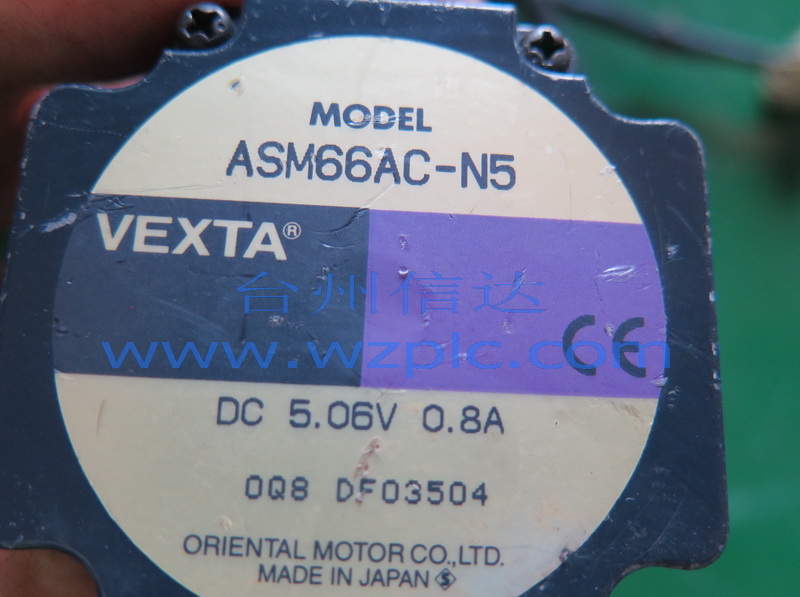 MODEL
ASM66AC-N5
VEXTA®
台州信达
www.wzplc.com
CE
DC 5.06V 0.8A
0Q8 DF03504
ORIENTAL MOTOR CO.,LTD.
MADE IN JAPAN S